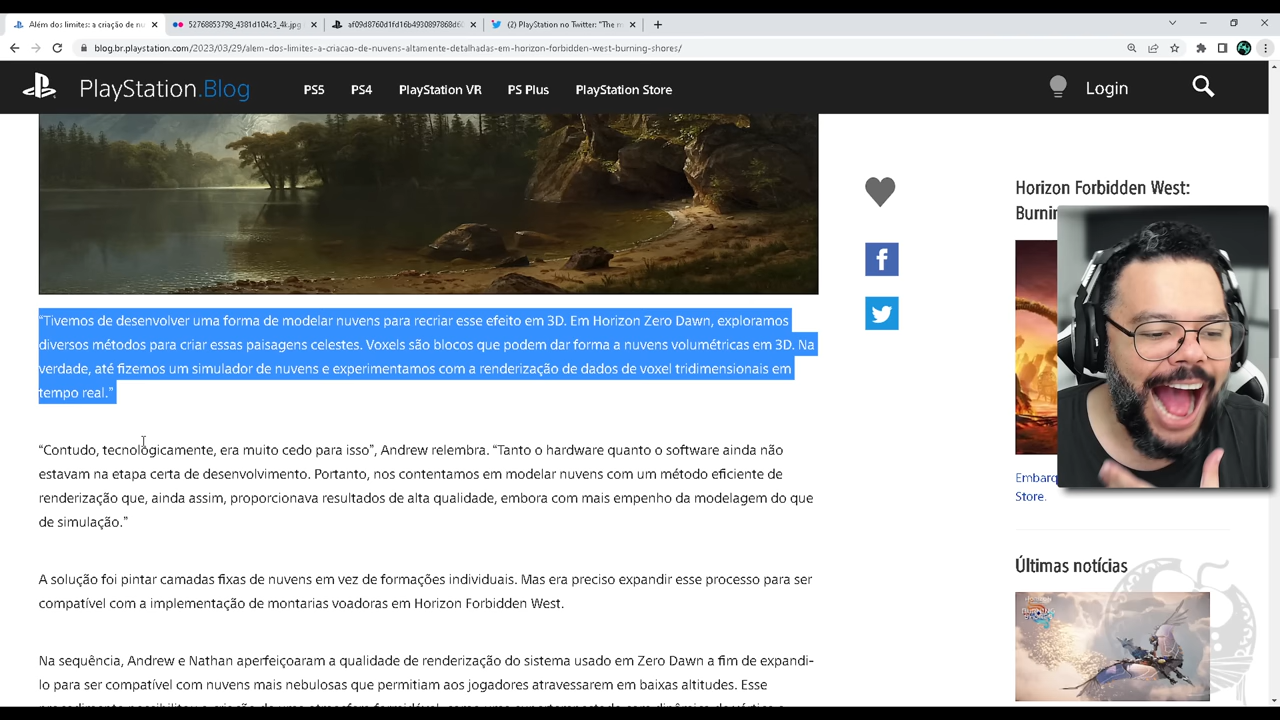 Além dos limites: a criação de nu
52768853798_4381d104c3_4k.jpg
af09d8760d1fd16b4930897868d60
(2) PlayStation no Twitter: "The m
blog.br.playstation.com/2023/03/29/alem-dos-limites-a-criacao-de-nuvens-altamente-detalhadas-em-horizon-forbidden-west-burning-shores/
PlayStation.Blog
PS5
PS4
PlayStation VR
PS Plus
PlayStation Store
Login
Horizon Forbidden West:
“Tivemos de desenvolver uma forma de modelar nuvens para recriar esse efeito em 3D. Em Horizon Zero Dawn, exploramos
diversos métodos para criar essas paisagens celestes. Voxels são blocos que podem dar forma a nuvens volumétricas em 3D. Na
verdade, até fizemos um simulador de nuvens e experimentamos com a renderização de dados de voxel tridimensionais em
tempo real.”
“Contudo, tecnologicamente, era muito cedo para isso”, Andrew relembra. “Tanto o hardware quanto o software ainda não
estavam na etapa certa de desenvolvimento. Portanto, nos contentamos em modelar nuvens com um método eficiente de
renderização que, ainda assim, proporcionava resultados de alta qualidade, embora com mais empenho da modelagem do que
de simulação.”
A solução foi pintar camadas fixas de nuvens em vez de formações individuais. Mas era preciso expandir esse processo para ser
compatível com a implementação de montarias voadoras em Horizon Forbidden West.
Na sequência, Andrew e Nathan aperfeiçoaram a qualidade de renderização do sistema usado em Zero Dawn a fim de expandi-
lo para ser compatível com nuvens mais nebulosas que permitiam aos jogadores atravessarem em baixas altitudes. Esse
Burnin
Embarq
Store.
Últimas notícias